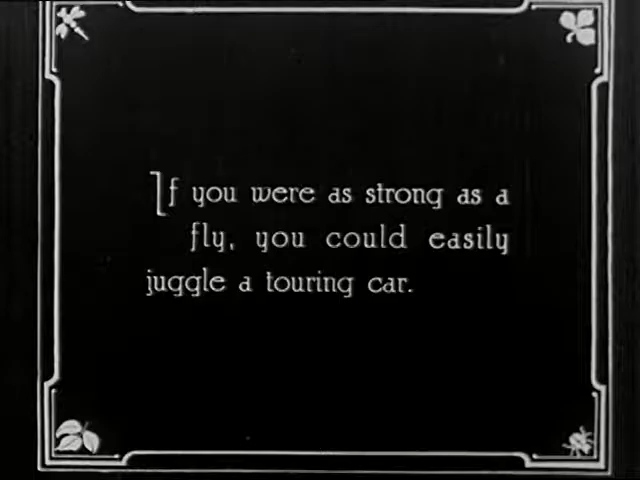 If you were as strong as a
fly, you could easily
juggle a touring car.